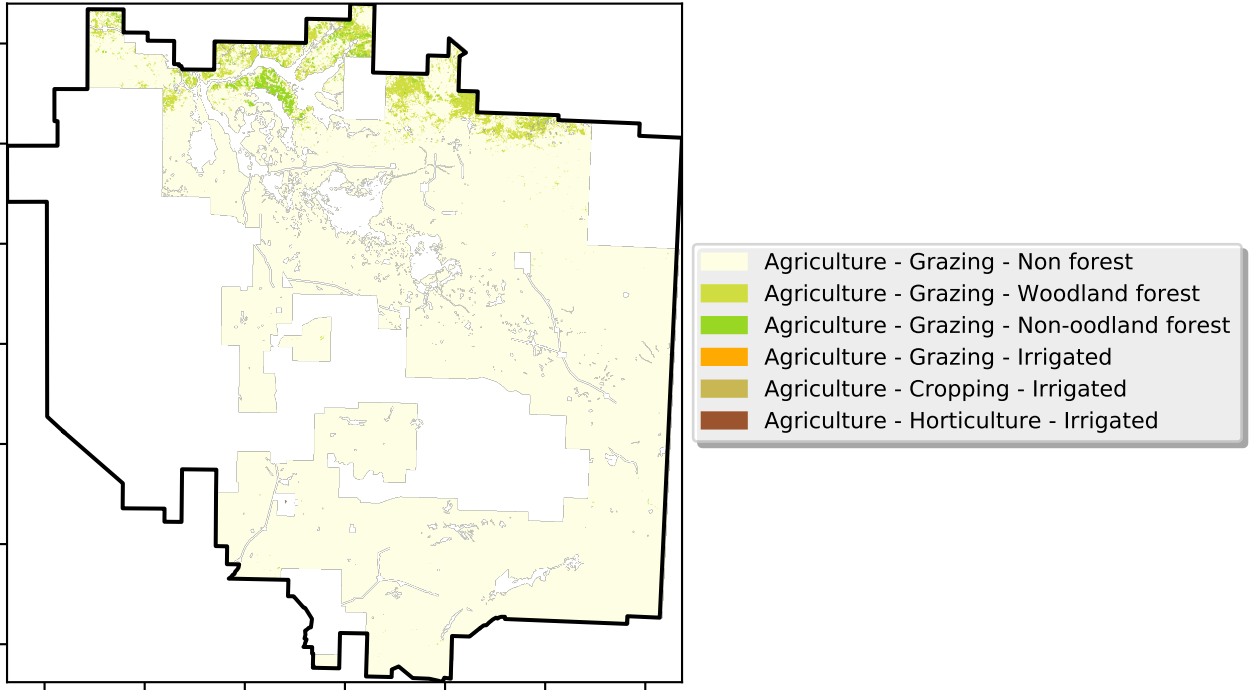 Agriculture - Grazing - Non forest
Agriculture - Grazing - Woodland forest
Agriculture - Grazing - Non-oodland forest
Agriculture - Grazing - Irrigated
Agriculture - Cropping - Irrigated
Agriculture - Horticulture - Irrigated